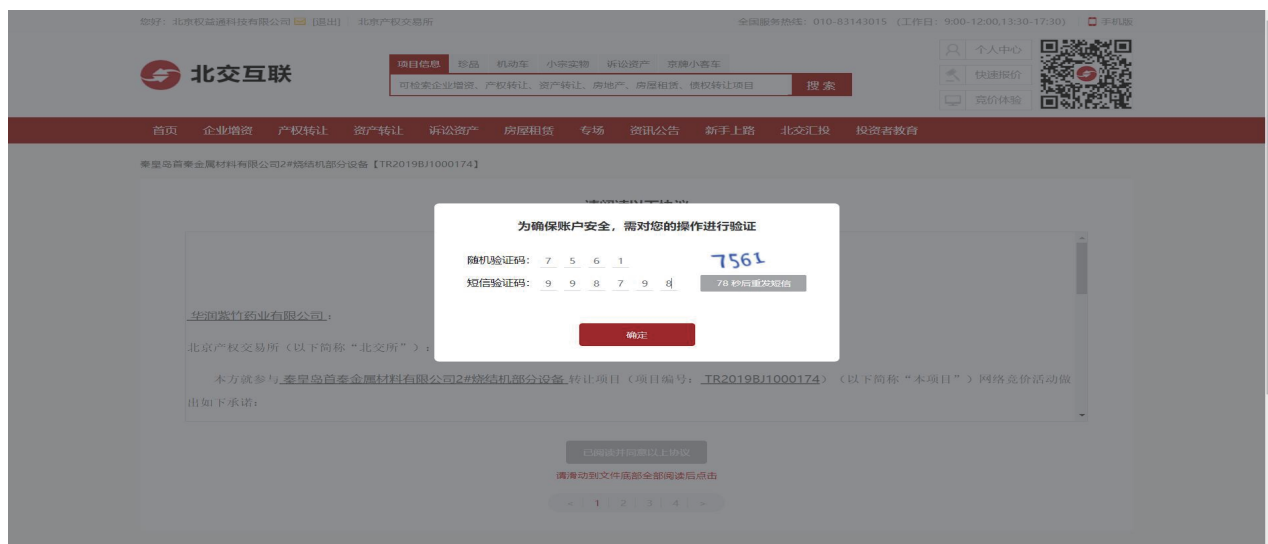 您好：北京权益通科技有限公司 [退出] 北京产权交易所
全国服务热线：010-83143015 （工作日：9:00-12:00,13:30-17:30） 手机版
北交互联
项目信息 珍品 机动车 小宗实物 诉讼资产 京牌小客车
可检索企业增资、产权转让、资产转让、房地产、房屋租赁、债权转让项目 搜索
个人中心
快速报价
竞价体验
首页 企业增资 产权转让 资产转让 诉讼资产 房屋租赁 专场 资讯公告 新手上路 北交汇投 投资者教育
秦皇岛首秦金属材料有限公司2#烧结机部分设备【TR2019BJ1000174】
请阅读以下协议
为确保账户安全，需对您的操作进行验证
随机验证码： 7 5 6 1 7561
短信验证码： 9 9 8 7 9 8 78 秒后重发短信
确定
华润紫竹药业有限公司：
北京产权交易所（以下简称“北交所”）：
本方就参与 秦皇岛首秦金属材料有限公司2#烧结机部分设备 转让项目（项目编号： TR2019BJ1000174）（以下简称“本项目”）网络竞价活动做
出如下承诺：
已阅读并同意以上协议
请滑动到文件底部全部阅读后点击
« 1 2 3 4 »